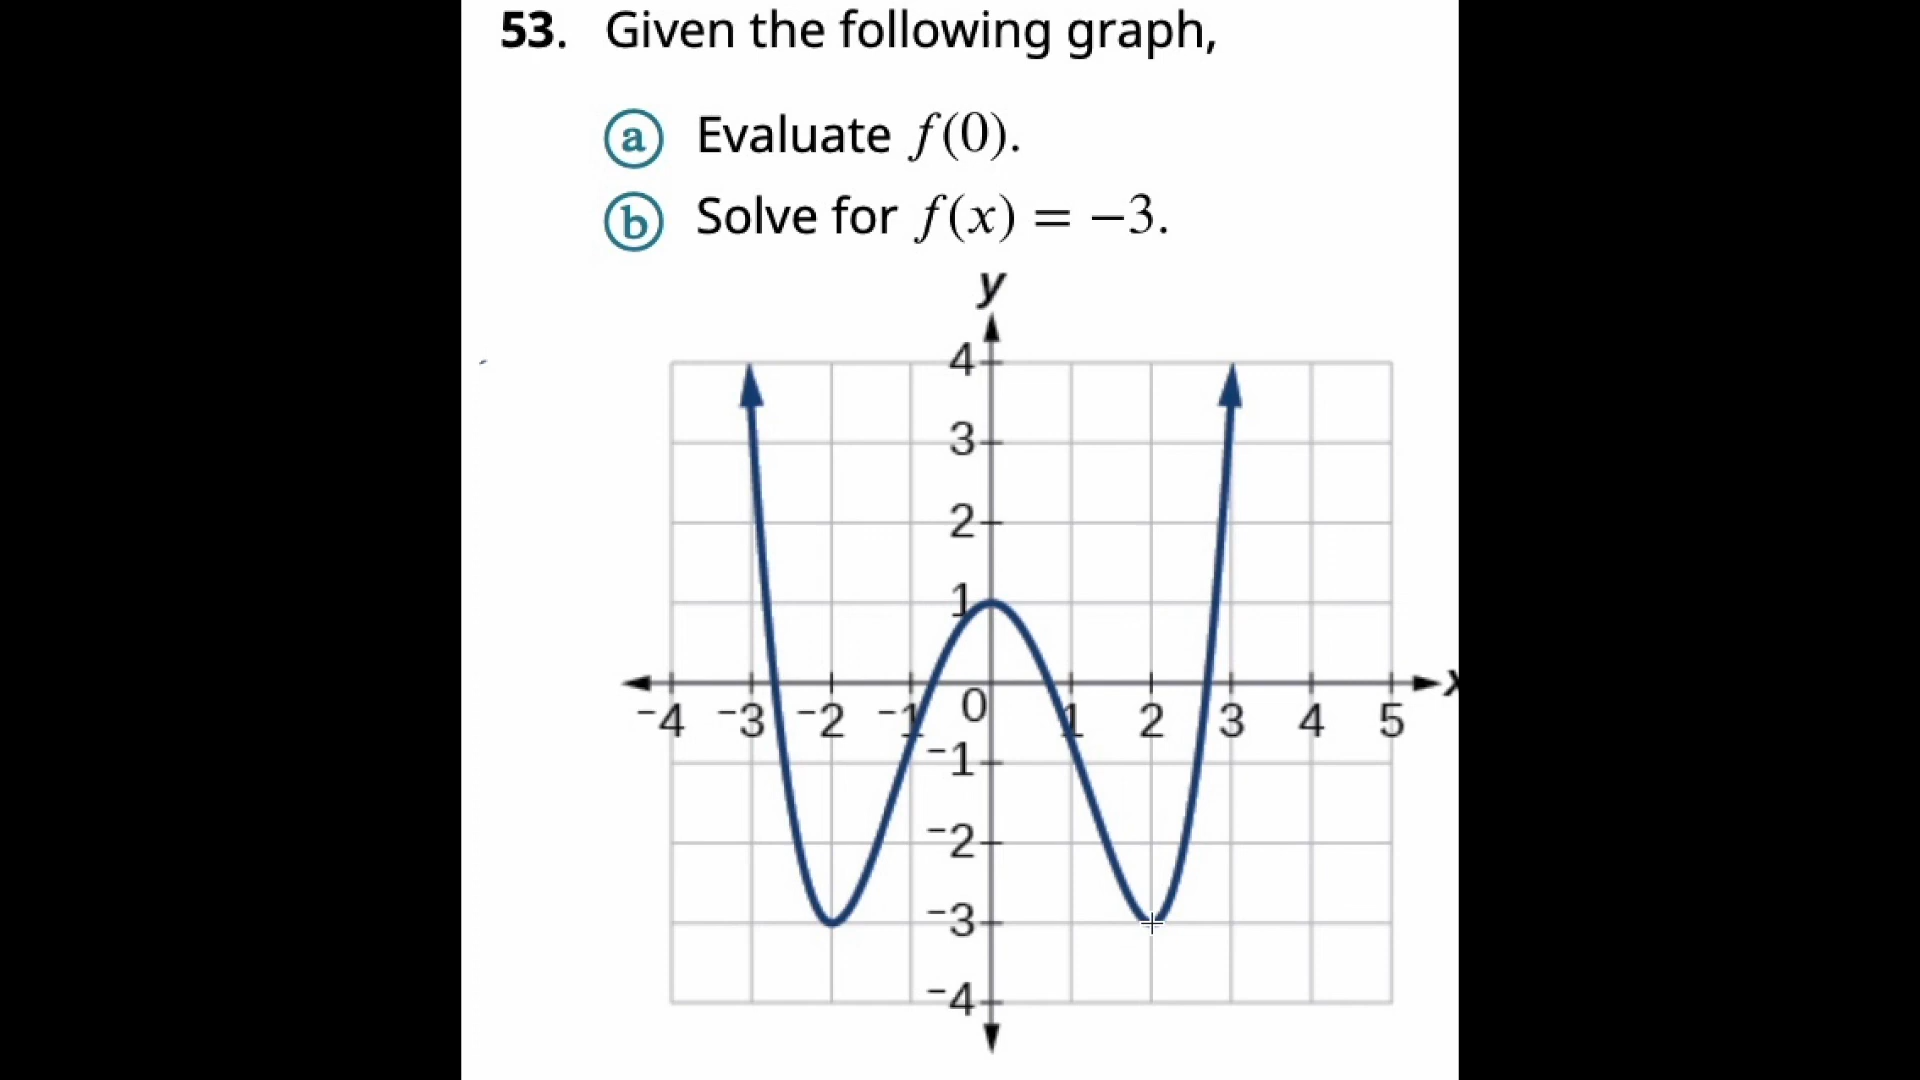 53. Given the following graph,
a Evaluate f(0).
b Solve for f(x) = −3.
y
4
3
2
1
x
−4 −3 −2 −1 0 1 2 3 4 5
−1
−2
−3
−4